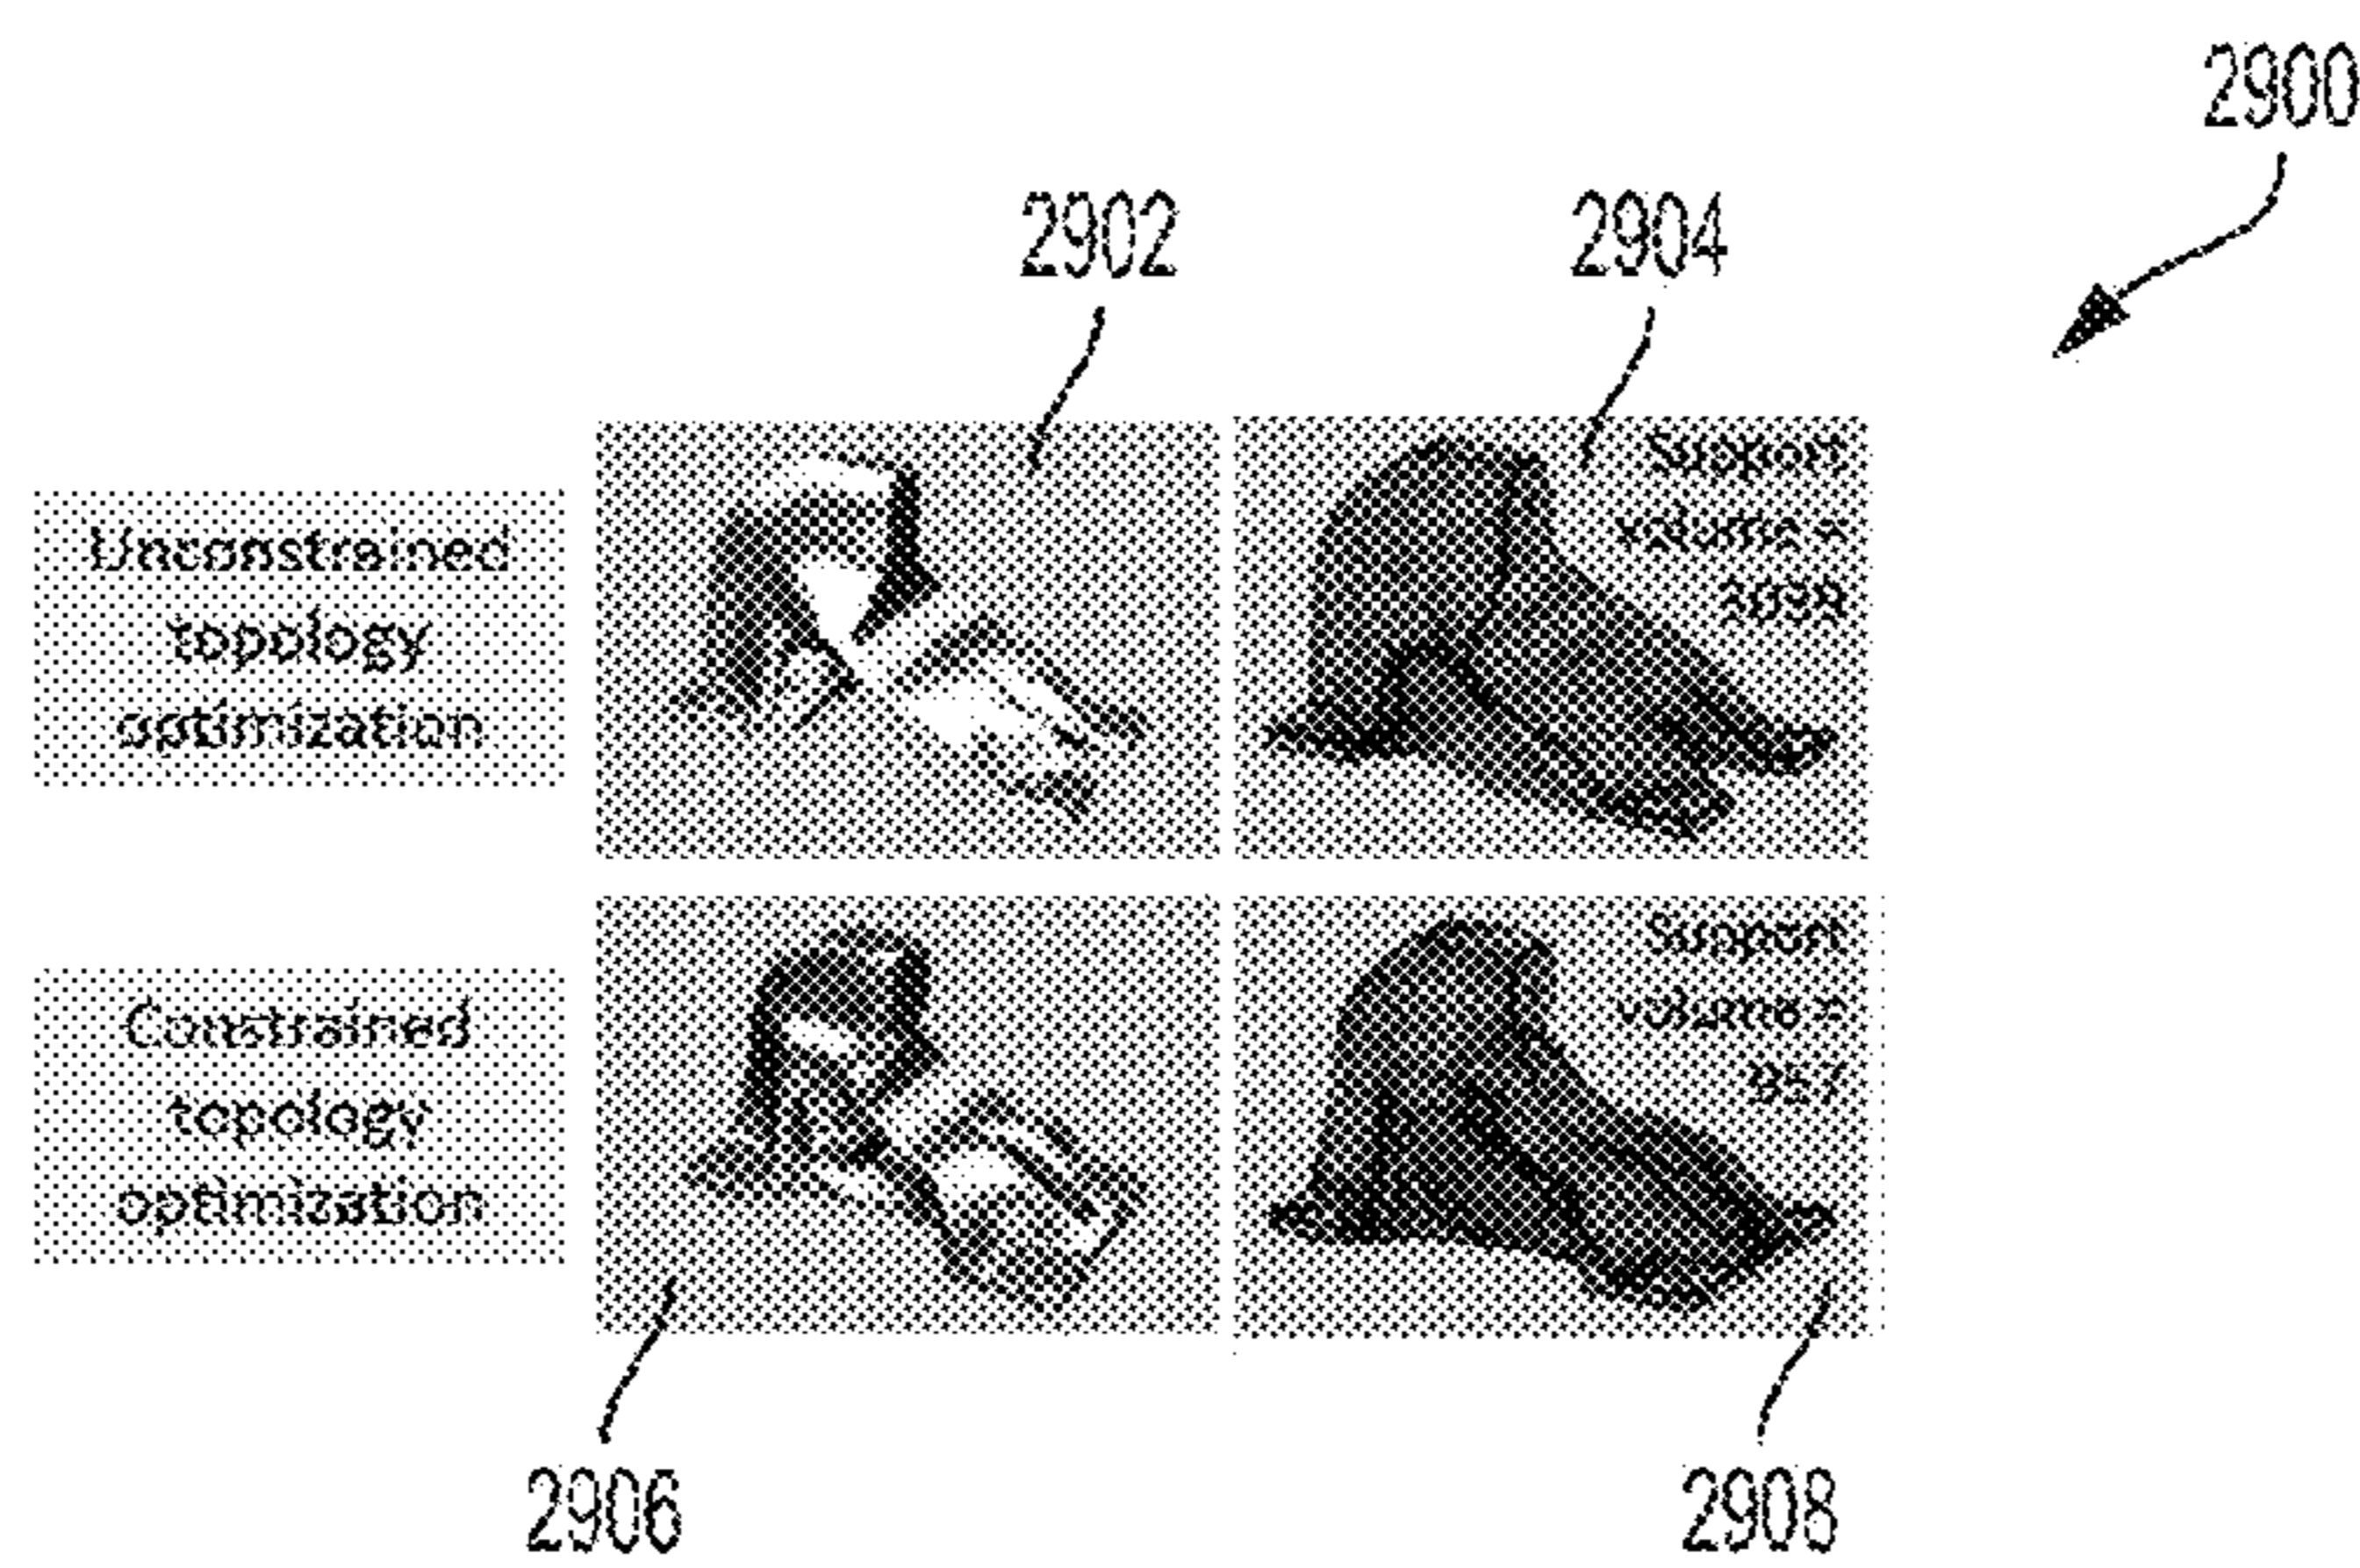 2900
2902
2904
Unconstrained
topology
optimization
Support
volume =
Constrained
topology
optimization
Support
volume =
2906
2908